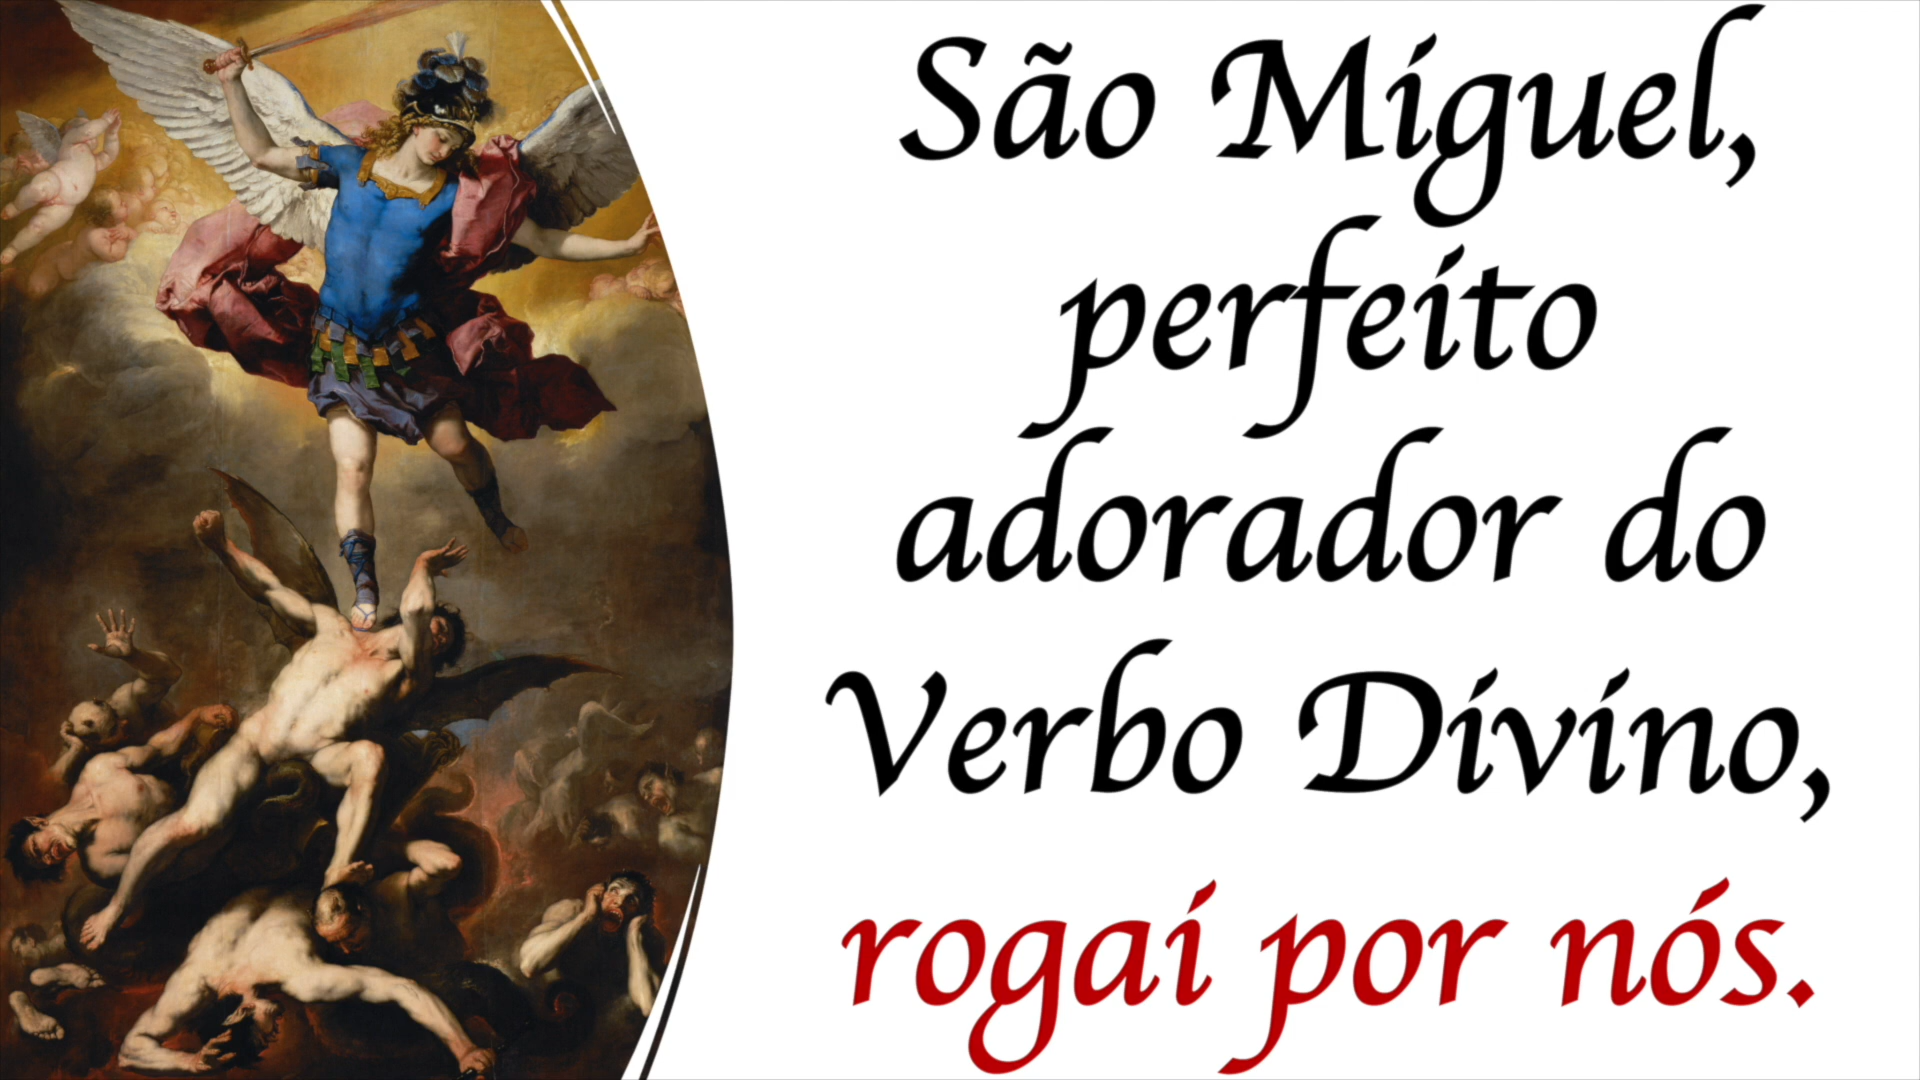 São Miguel,
perfeito
adorador do
Verbo Divino,
rogai por nós.